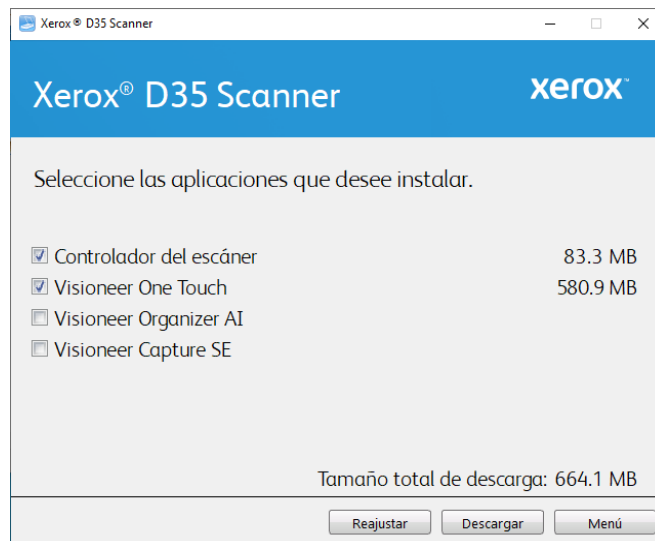 Xerox® D35 Scanner
Xerox® D35 Scanner
xerox™
Seleccione las aplicaciones que desee instalar.
Controlador del escáner 83.3 MB
Visioneer One Touch 580.9 MB
Visioneer Organizer AI
Visioneer Capture SE
Tamaño total de descarga: 664.1 MB
Reajustar Descargar Menú